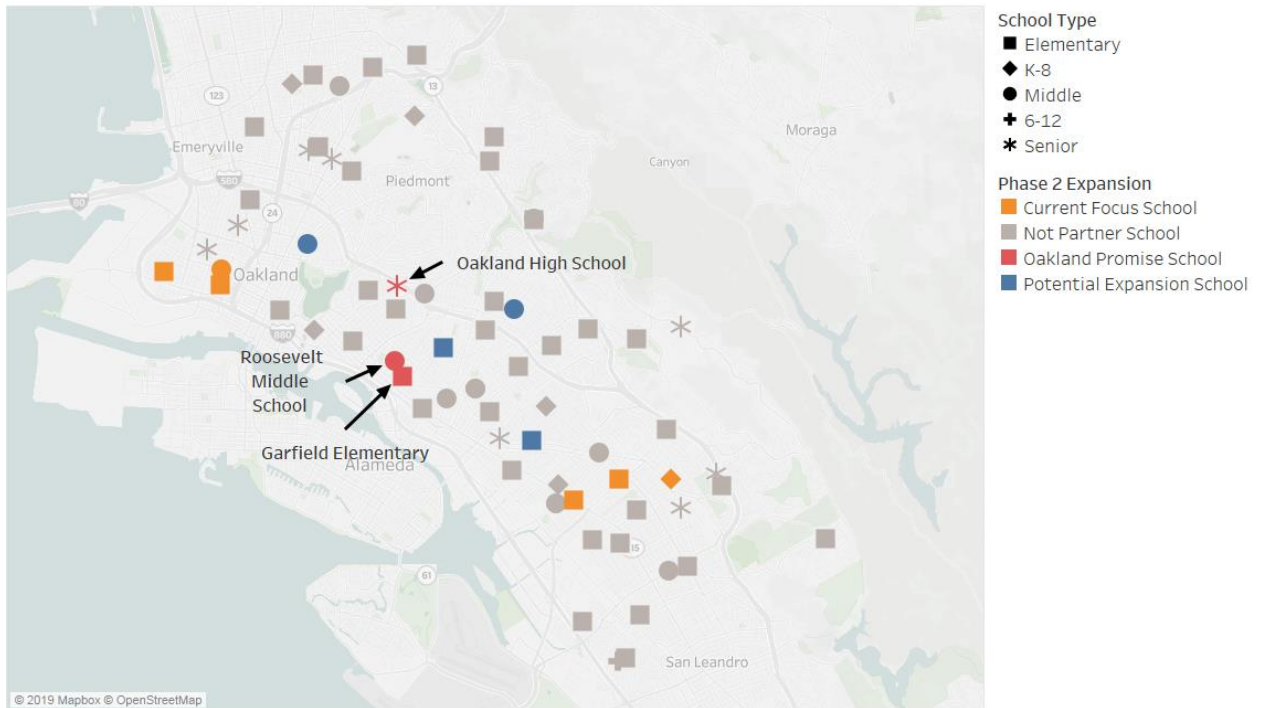 School Type
Elementary
K-8
Middle
6-12
Senior
Phase 2 Expansion
Current Focus School
Not Partner School
Oakland Promise School
Potential Expansion School
13
123
Moraga
Emeryville
Canyon
580
Piedmont
80
24
Oakland High School
Oakland
880
Roosevelt
Middle
School
Garfield Elementary
Alameda
15
61
San Leandro
© 2019 Mapbox © OpenStreetMap